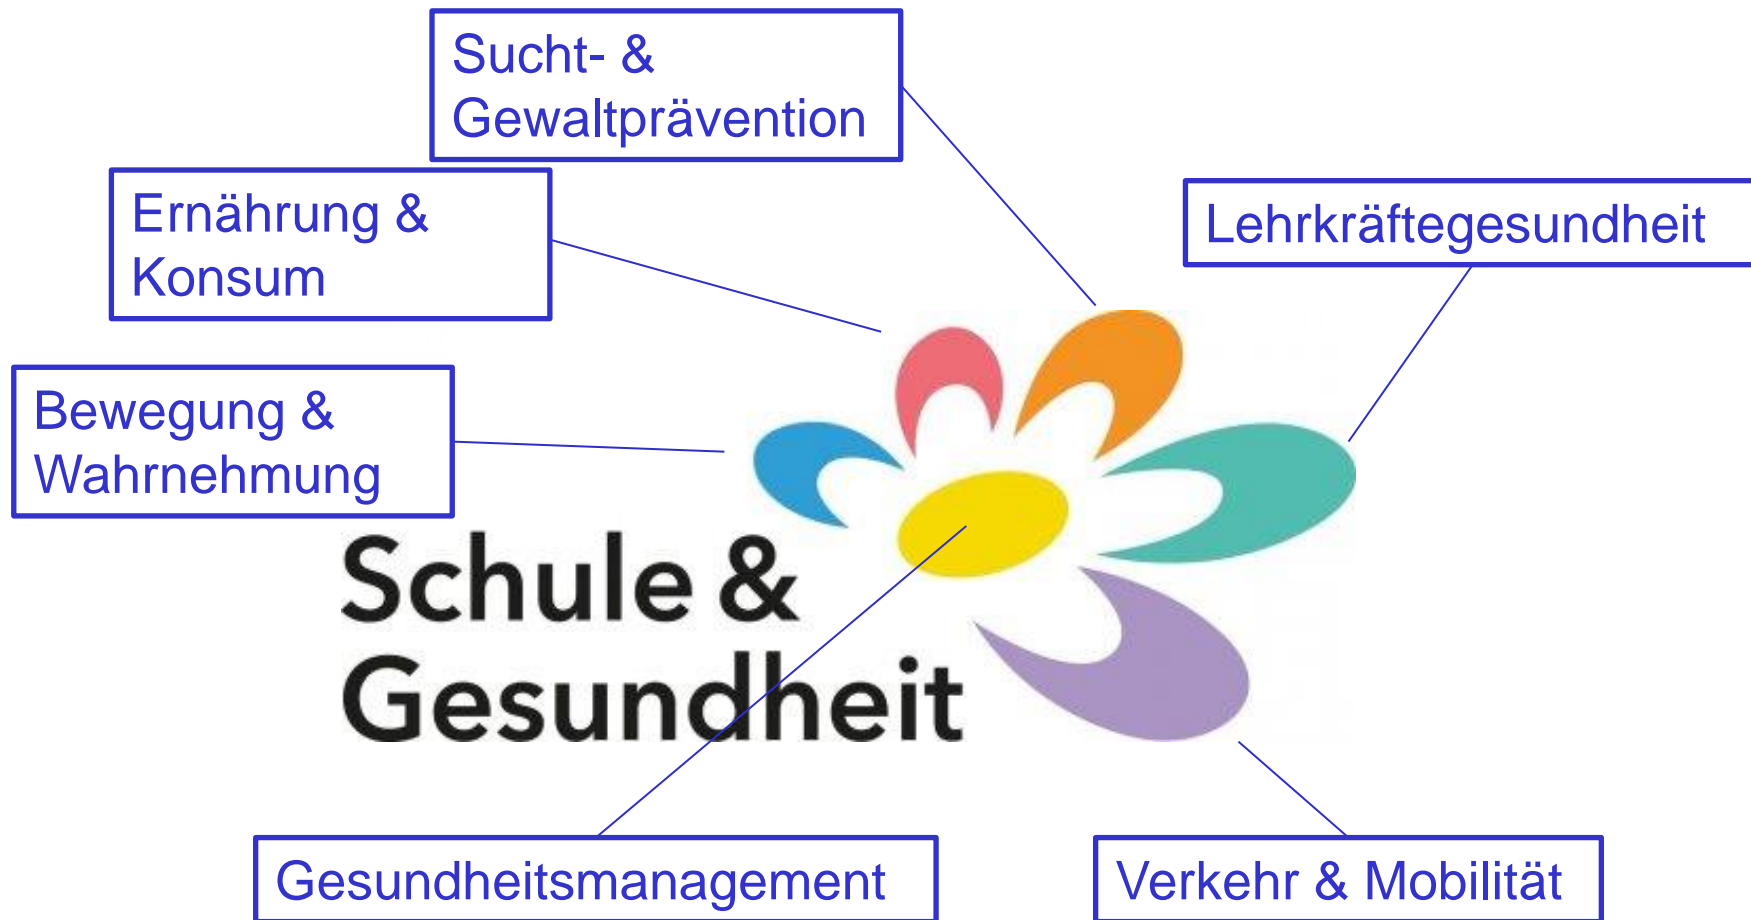 Sucht- &
Gewaltprävention
Ernährung &
Konsum
Lehrkräftegesundheit
Bewegung &
Wahrnehmung
Schule &
Gesundheit
Gesundheitsmanagement
Verkehr & Mobilität